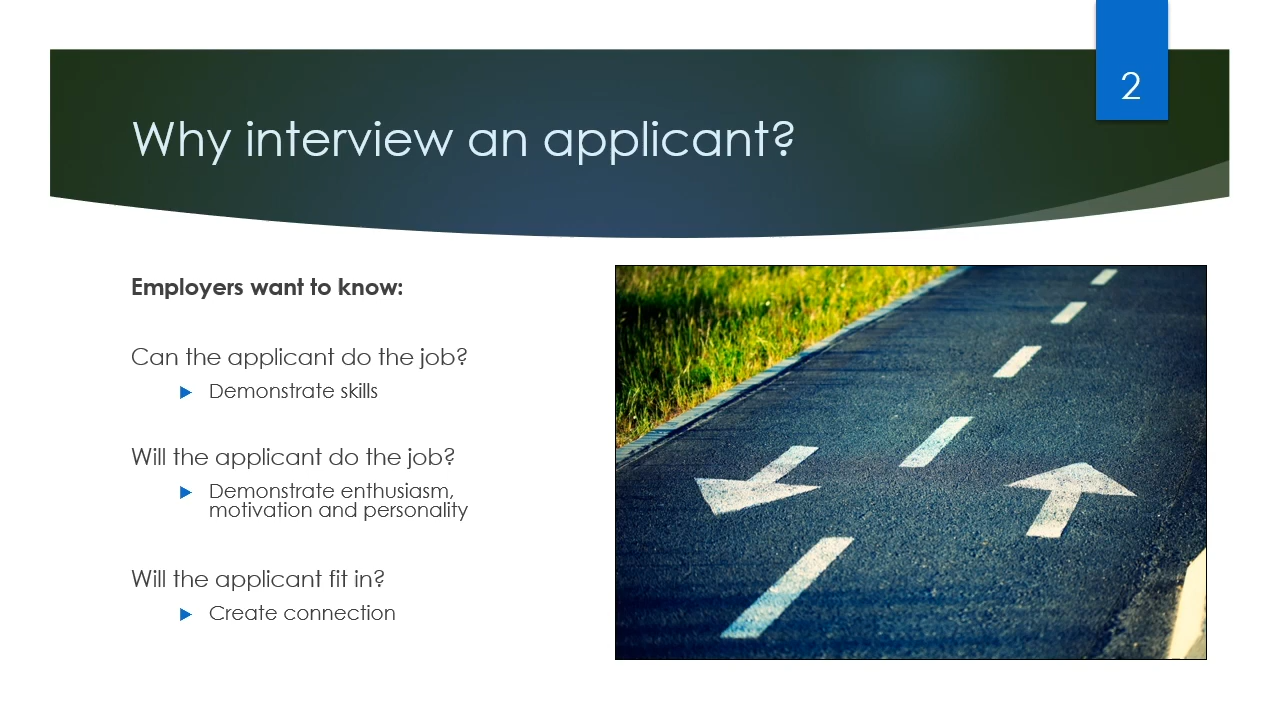 2
Why interview an applicant?
Employers want to know:
Can the applicant do the job?
Demonstrate skills
Will the applicant do the job?
Demonstrate enthusiasm,
motivation and personality
Will the applicant fit in?
Create connection